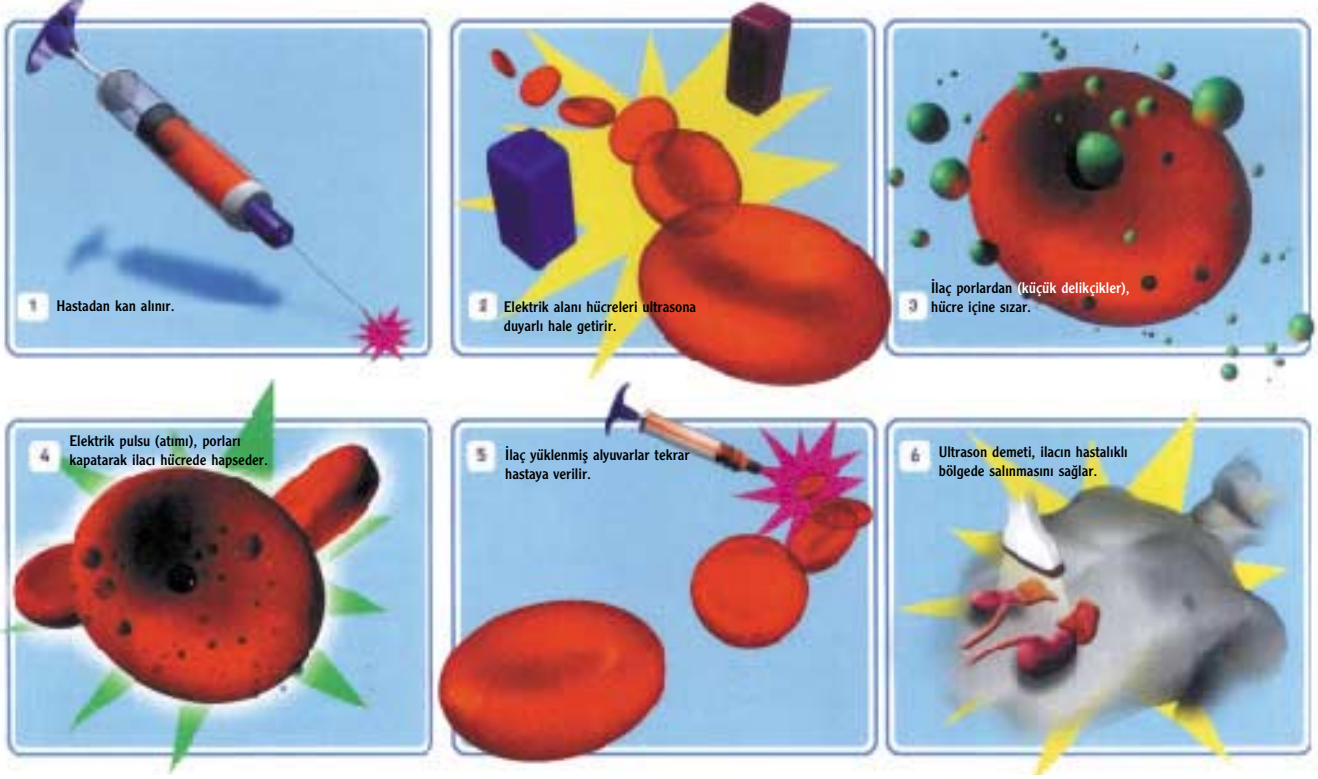 1
Hastadan kan alınır.
2
Elektrik alanı hücreleri ultrasona
duyarlı hale getirir.
3
İlaç porlardan (küçük delikçikler),
hücre içine sızar.
4
Elektrik pulsu (atımı), porları
kapatarak ilacı hücrede hapseder.
5
İlaç yüklenmiş alyuvarlar tekrar
hastaya verilir.
6
Ultrason demeti, ilacın hastalıklı
bölgede salınmasını sağlar.